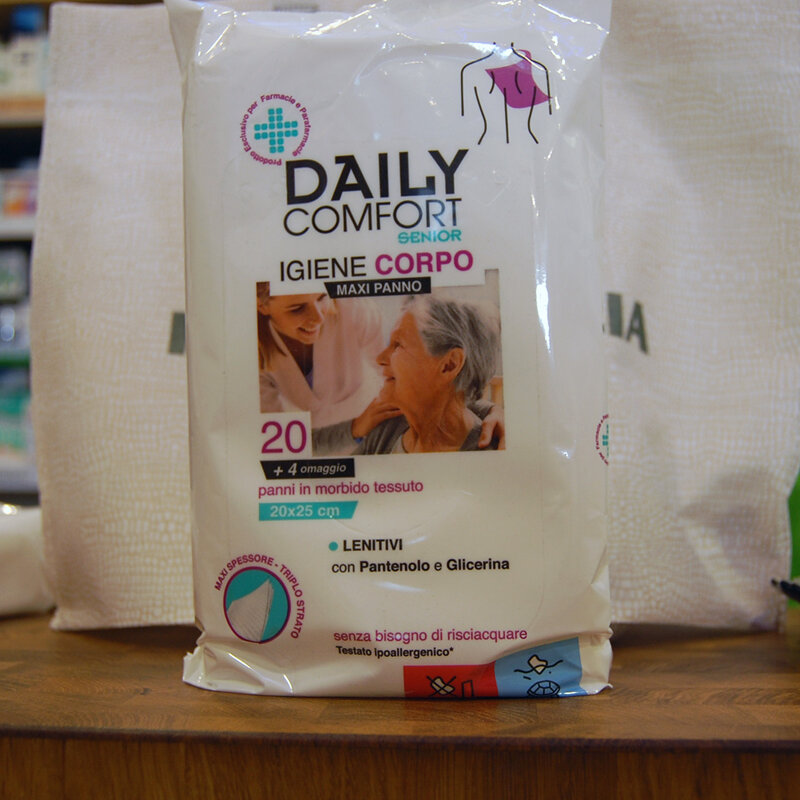 Prodotto Esclusivo per Farmacie e Parafarmacie
DAILY
COMFORT
SENIOR
IGIENE CORPO
MAXI PANNO
20
+ 4 omaggio
panni in morbido tessuto
20x25 cm
LENITIVI
con Pantenolo e Glicerina
MAXI SPESSORE - TRIPLO STRATO
senza bisogno di risciacquare
Testato ipoallergenico*